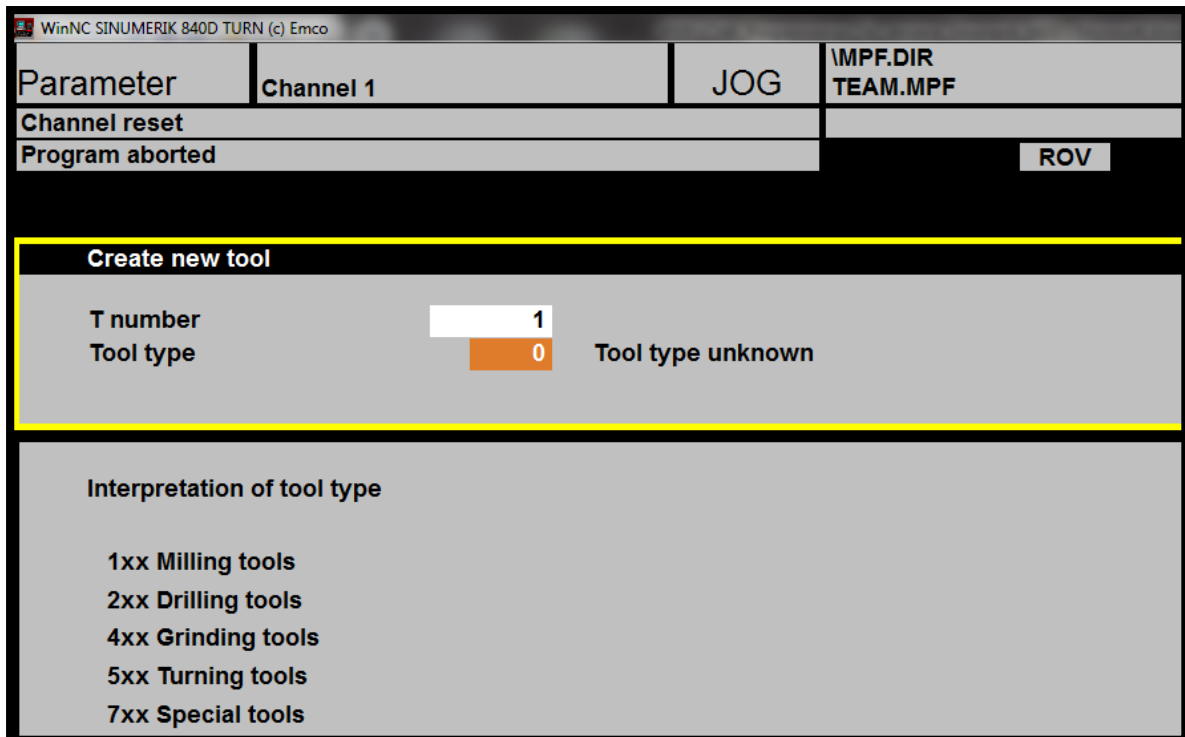 WinNC SINUMERIK 840D TURN (c) Emco
Parameter
Channel 1
JOG
\MPF.DIR
TEAM.MPF
Channel reset
Program aborted
ROV
Create new tool
T number 1
Tool type 0 Tool type unknown
Interpretation of tool type
1xx Milling tools
2xx Drilling tools
4xx Grinding tools
5xx Turning tools
7xx Special tools